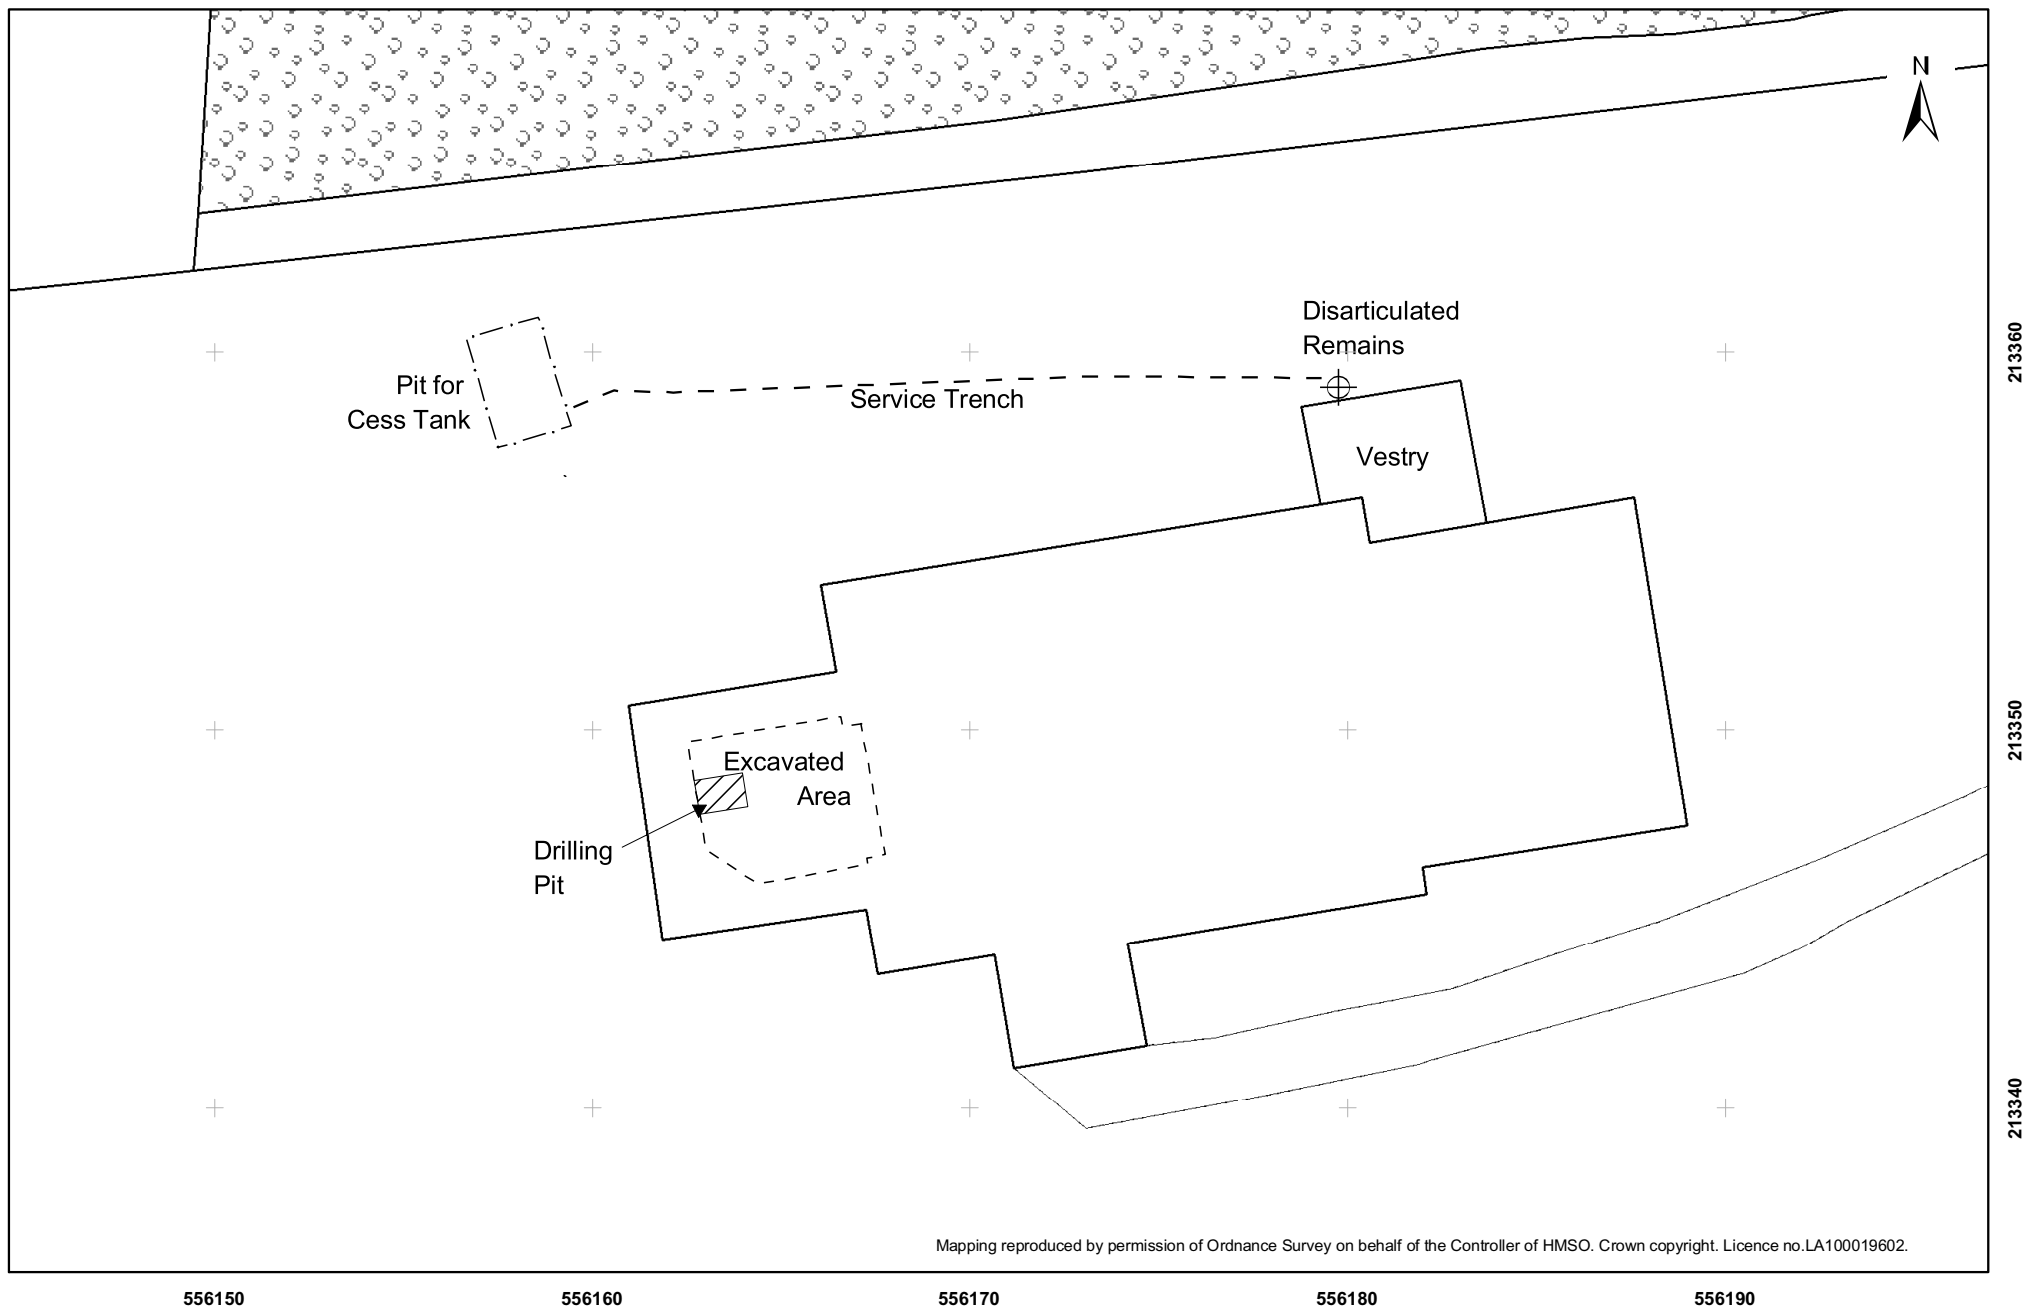 N
Disarticulated
Remains
213360
Pit for
Cess Tank
Service Trench
Vestry
213350
Excavated
Area
Drilling
Pit
213340
Mapping reproduced by permission of Ordnance Survey on behalf of the Controller of HMSO. Crown copyright. Licence no.LA100019602.
556150
556160
556170
556180
556190